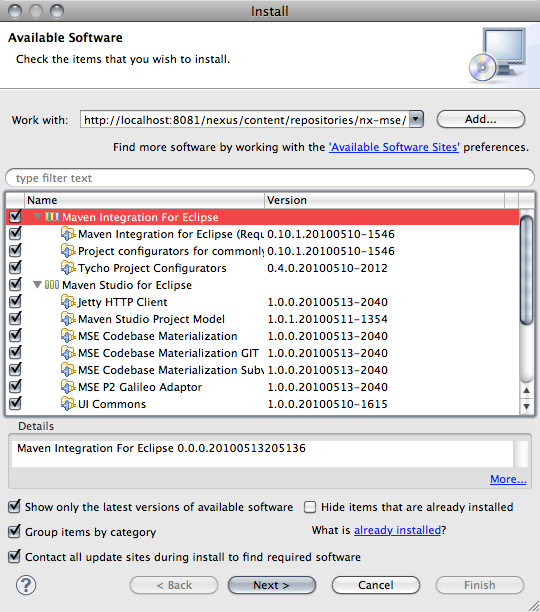 Install
Available Software
Check the items that you wish to install.
Work with: http://localhost:8081/nexus/content/repositories/nx-mse/ Add...
Find more software by working with the 'Available Software Sites' preferences.
type filter text
Name Version
Maven Integration For Eclipse
Maven Integration for Eclipse (Requ 0.10.1.20100510-1546
Project configurators for commonly 0.10.1.20100510-1546
Tycho Project Configurators 0.4.0.20100510-2012
Maven Studio for Eclipse
Jetty HTTP Client 1.0.0.20100513-2040
Maven Studio Project Model 1.0.1.20100511-1354
MSE Codebase Materialization 1.0.0.20100513-2040
MSE Codebase Materialization GIT 1.0.0.20100513-2040
MSE Codebase Materialization Subv 1.0.0.20100513-2040
MSE P2 Galileo Adaptor 1.0.0.20100513-2040
UI Commons 1.0.0.20100510-1615
Details
Maven Integration For Eclipse 0.0.0.20100513205136
More...
Show only the latest versions of available software Hide items that are already installed
Group items by category What is already installed?
Contact all update sites during install to find required software
? < Back Next > Cancel Finish